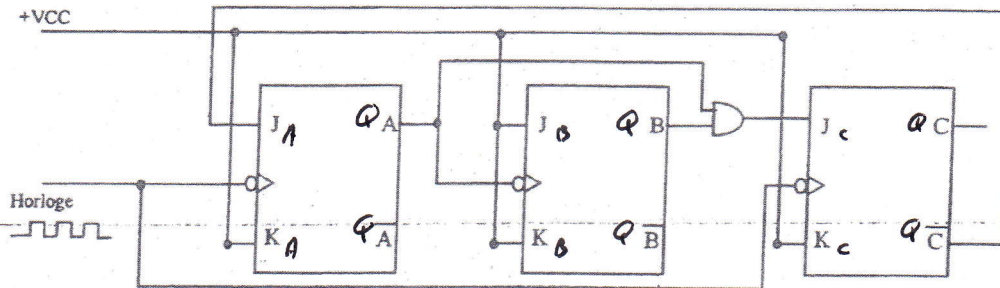 +VCC
J A Q A J B Q B J C Q C
Horloge
K A Q A̅ K B Q B̅ K C Q C̅